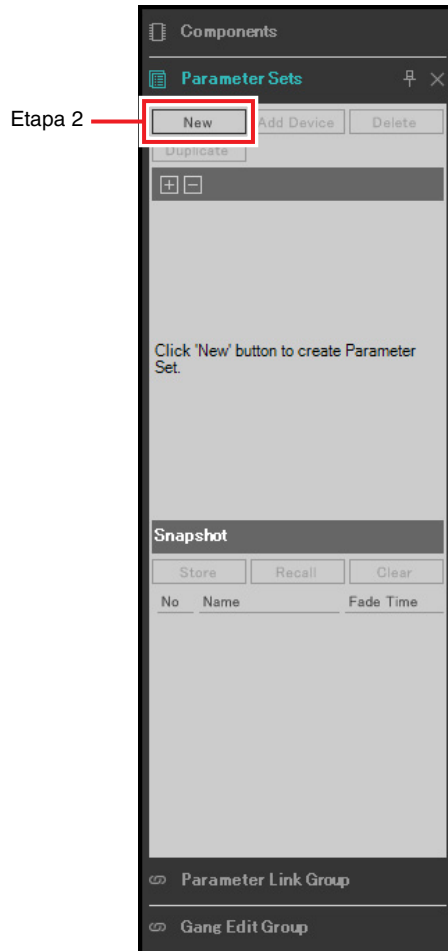 Components
Parameter Sets
Etapa 2
New Add Device Delete
Duplicate
Click 'New' button to create Parameter
Set.
Snapshot
Store Recall Clear
No Name Fade Time
Parameter Link Group
Gang Edit Group